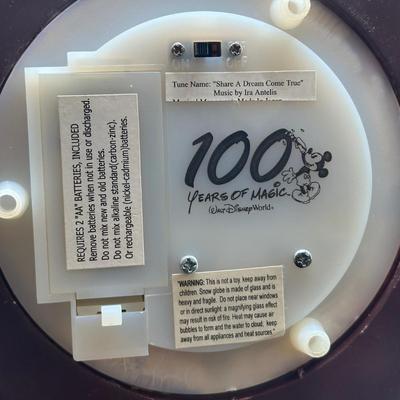 ON OFF
Tune Name: "Share A Dream Come True"
Music by Ira Antelis
REQUIRES 2 "AA" BATTERIES, INCLUDED
Remove batteries when not in use or discharged.
Do not mix new and old batteries.
Do not mix alkaline standard(carbon-zinc).
Or rechargeable (nickel-cadmium)batteries.
100
YEARS OF MAGIC
Walt Disney World®
"WARNING: This is not a toy. keep away from
children. Snow globe is made of glass and is
heavy and fragile. Do not place near windows
or in direct sunlight: a magnifying glass effect
may result in risk of fire. Heat may cause air
bubbles to form and the water to cloudy. keep
away from all appliances and heat sources."